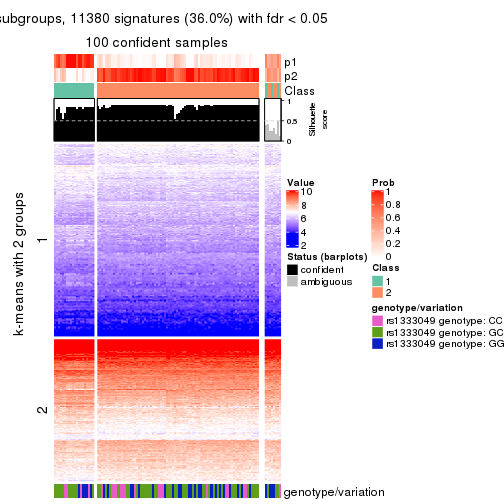 subgroups, 11380 signatures (36.0%) with fdr < 0.05
100 confident samples
p1
p2
Class
1
0.5
0
Silhouette
score
k-means with 2 groups
1
2
Value
10
8
6
4
2
Status (barplots)
confident
ambiguous
Prob
1
0.8
0.6
0.4
0.2
0
Class
1
2
genotype/variation
rs1333049 genotype: CC
rs1333049 genotype: GC
rs1333049 genotype: GG
genotype/variation